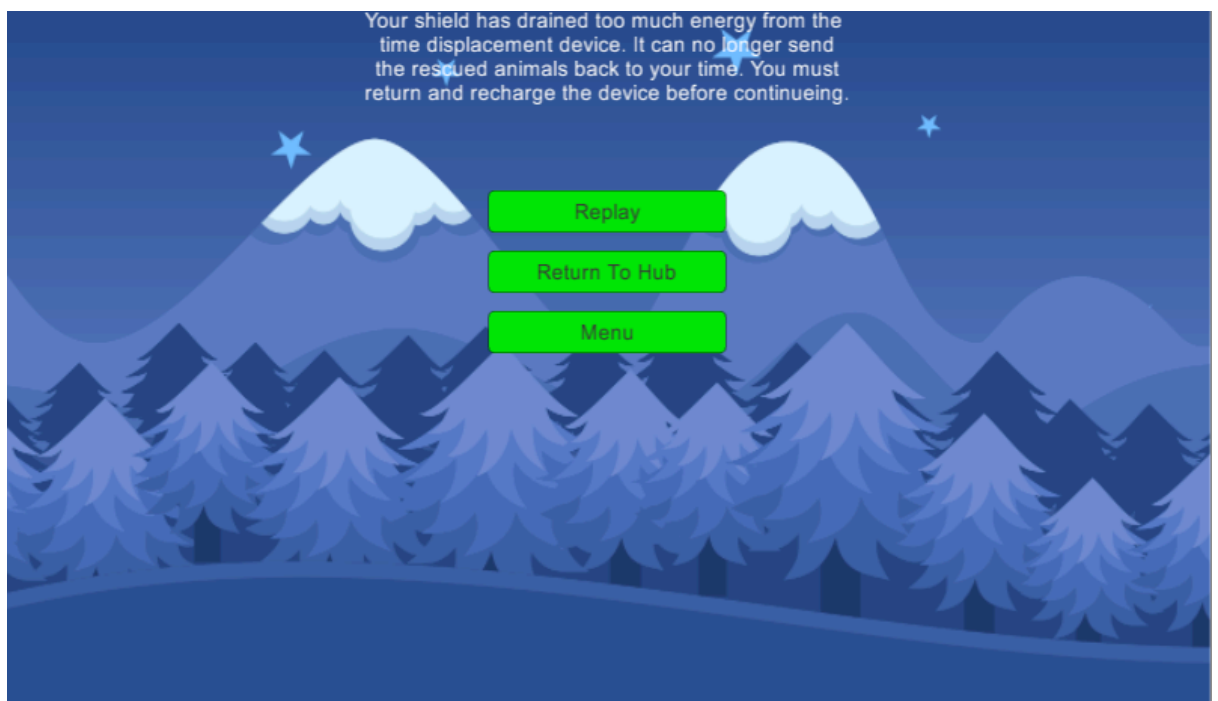 Your shield has drained too much energy from the
time displacement device. It can no longer send
the rescued animals back to your time. You must
return and recharge the device before continueing.
Replay
Return To Hub
Menu